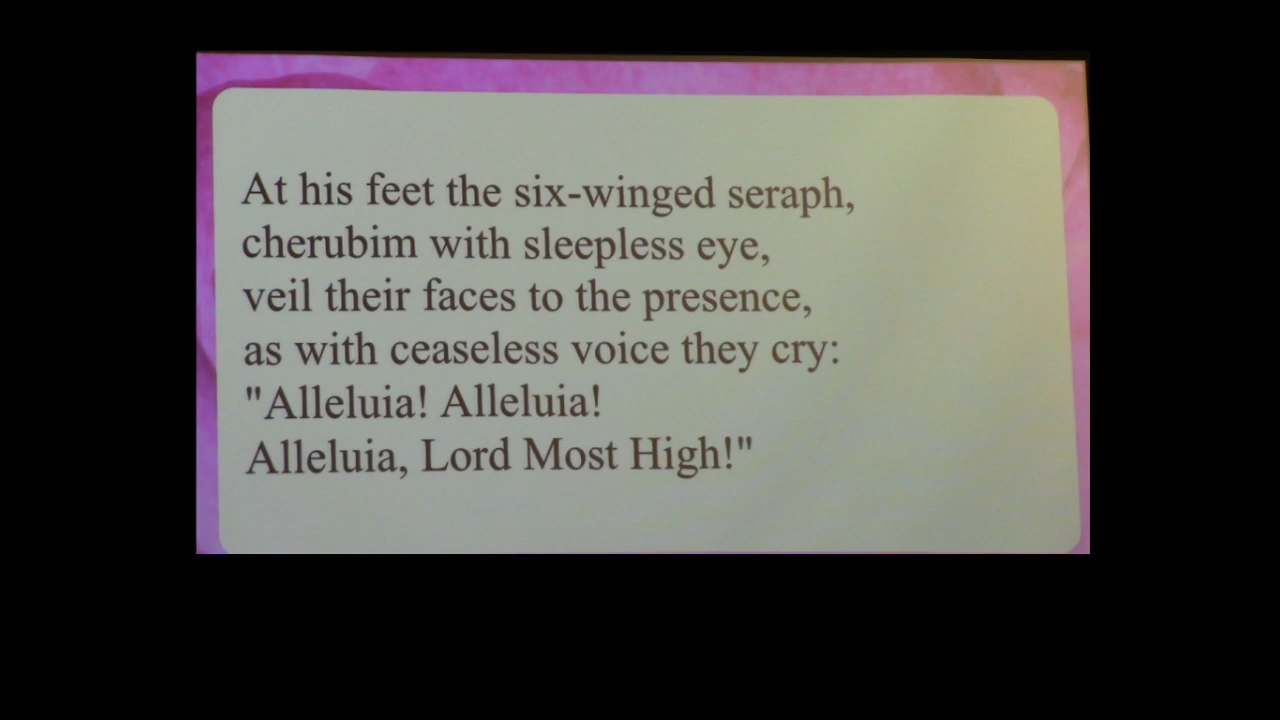 At his feet the six-winged seraph,
cherubim with sleepless eye,
veil their faces to the presence,
as with ceaseless voice they cry:
"Alleluia! Alleluia!
Alleluia, Lord Most High!"